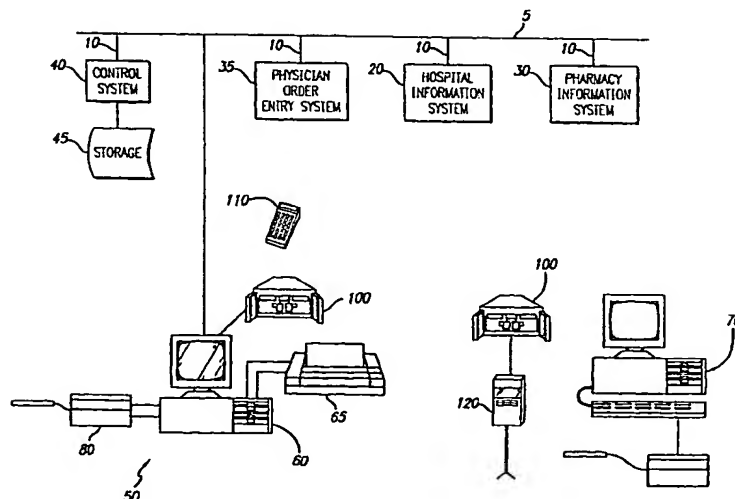 5
10
10
10
10
40
CONTROL
SYSTEM
35
PHYSICIAN
ORDER
ENTRY SYSTEM
20
HOSPITAL
INFORMATION
SYSTEM
30
PHARMACY
INFORMATION
SYSTEM
45
STORAGE
110
100
100
65
60
80
50
120